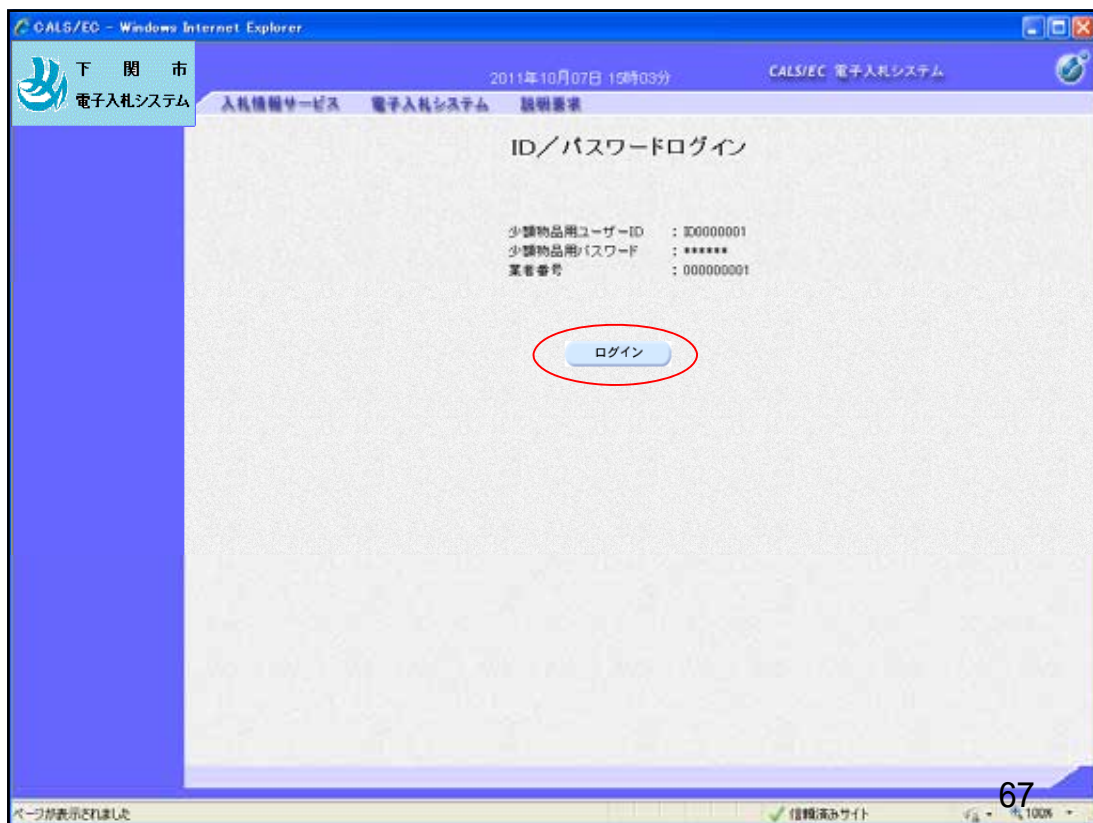 CALS/EC - Windows Internet Explorer
下 関 市
電子入札システム
2011年10月07日 15時03分
CALS/EC 電子入札システム
入札情報サービス 電子入札システム 説明要求
ID／パスワードログイン
少額物品用ユーザーID ： ID0000001
少額物品用パスワード ： ******
業者番号 ： 000000001
ログイン
67
ページが表示されました
信頼済みサイト
100%